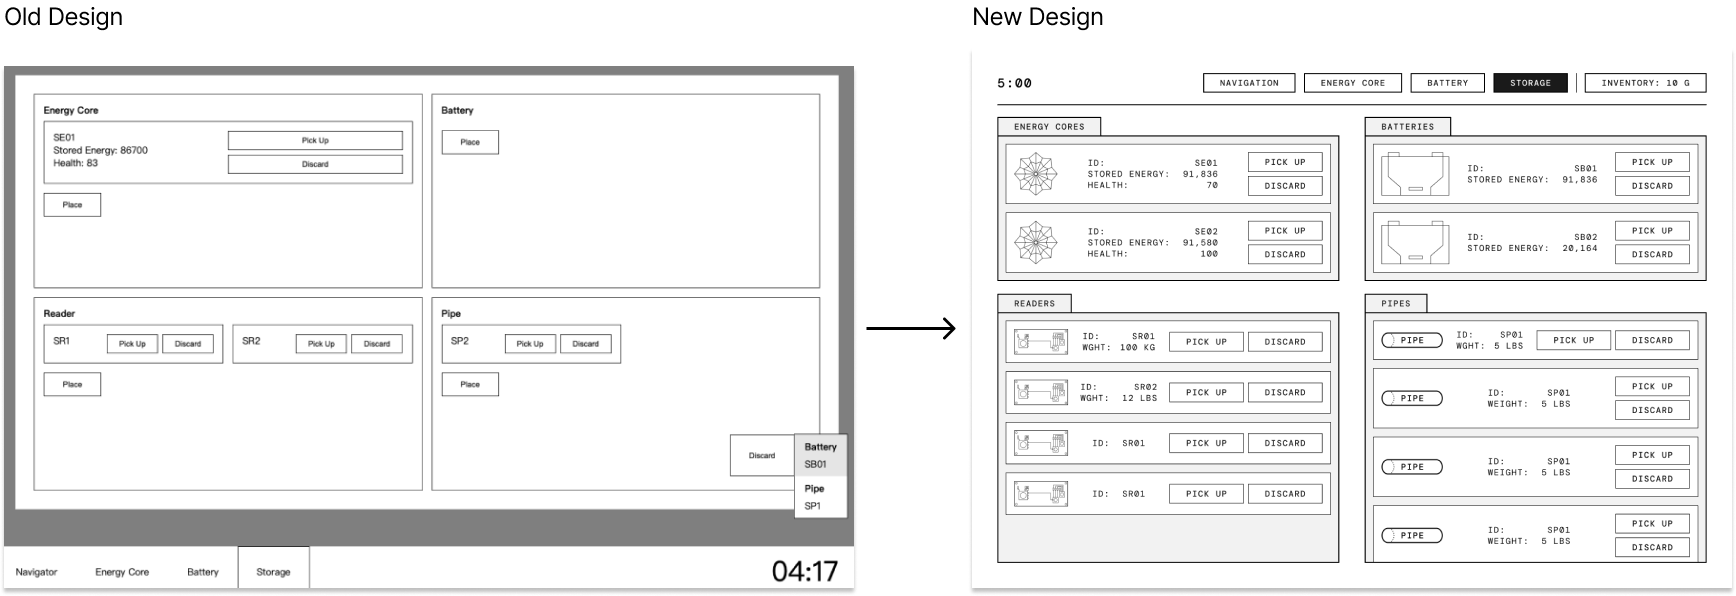 Old Design
Energy Core
SE01
Stored Energy: 86700
Health: 83
Pick Up
Discard
Place
Battery
Place
Reader
SR1
Pick Up
Discard
SR2
Pick Up
Discard
Place
Pipe
SP2
Pick Up
Discard
Place
Discard
Battery
SB01
Pipe
SP1
Navigator
Energy Core
Battery
Storage
04:17
New Design
5:00
NAVIGATION
ENERGY CORE
BATTERY
STORAGE
INVENTORY: 10 G
ENERGY CORES
ID: SE01
STORED ENERGY: 91,836
HEALTH: 70
PICK UP
DISCARD
ID: SE02
STORED ENERGY: 91,580
HEALTH: 100
PICK UP
DISCARD
BATTERIES
ID: SB01
STORED ENERGY: 91,836
PICK UP
DISCARD
ID: SB02
STORED ENERGY: 20,164
PICK UP
DISCARD
READERS
ID: SR01
WGHT: 100 KG
PICK UP
DISCARD
ID: SR02
WGHT: 12 LBS
PICK UP
DISCARD
ID: SR01
PICK UP
DISCARD
ID: SR01
PICK UP
DISCARD
PIPES
PIPE
ID: SP01
WGHT: 5 LBS
PICK UP
DISCARD
PIPE
ID: SP01
WEIGHT: 5 LBS
PICK UP
DISCARD
PIPE
ID: SP01
WEIGHT: 5 LBS
PICK UP
DISCARD
PIPE
ID: SP01
WEIGHT: 5 LBS
PICK UP
DISCARD